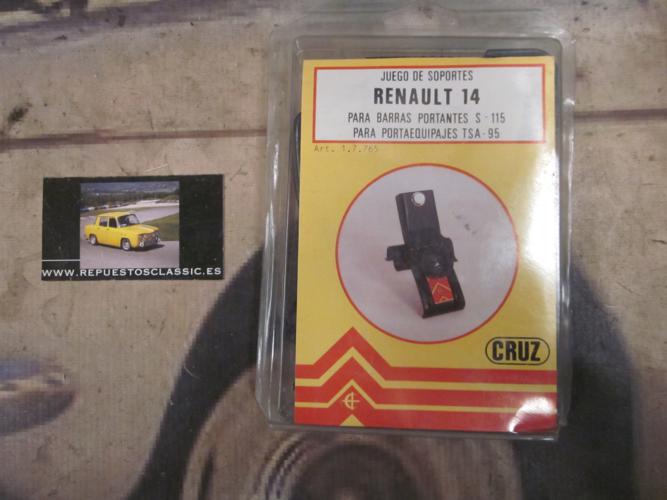 JUEGO DE SOPORTES
RENAULT 14
PARA BARRAS PORTANTES S-115
PARA PORTAEQUIPAJES TSA-95
Art. 1.7.765
CRUZ
WWW.REPUESTOSCLASSIC.ES